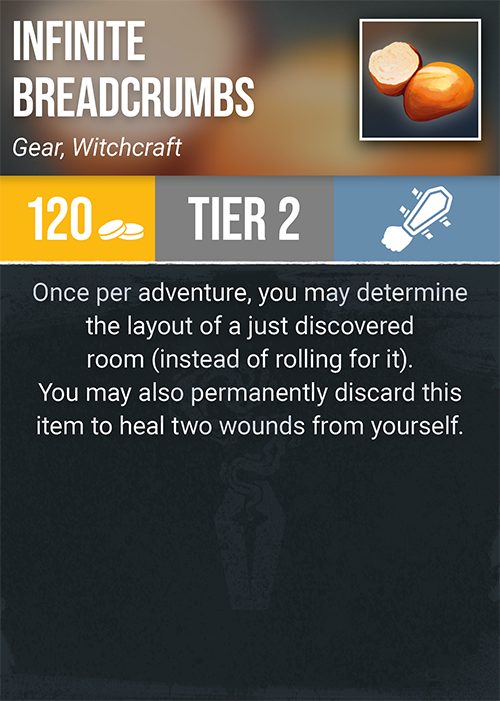 INFINITE
BREADCRUMBS
Gear, Witchcraft
120
TIER 2
Once per adventure, you may determine
the layout of a just discovered
room (instead of rolling for it).
You may also permanently discard this
item to heal two wounds from yourself.